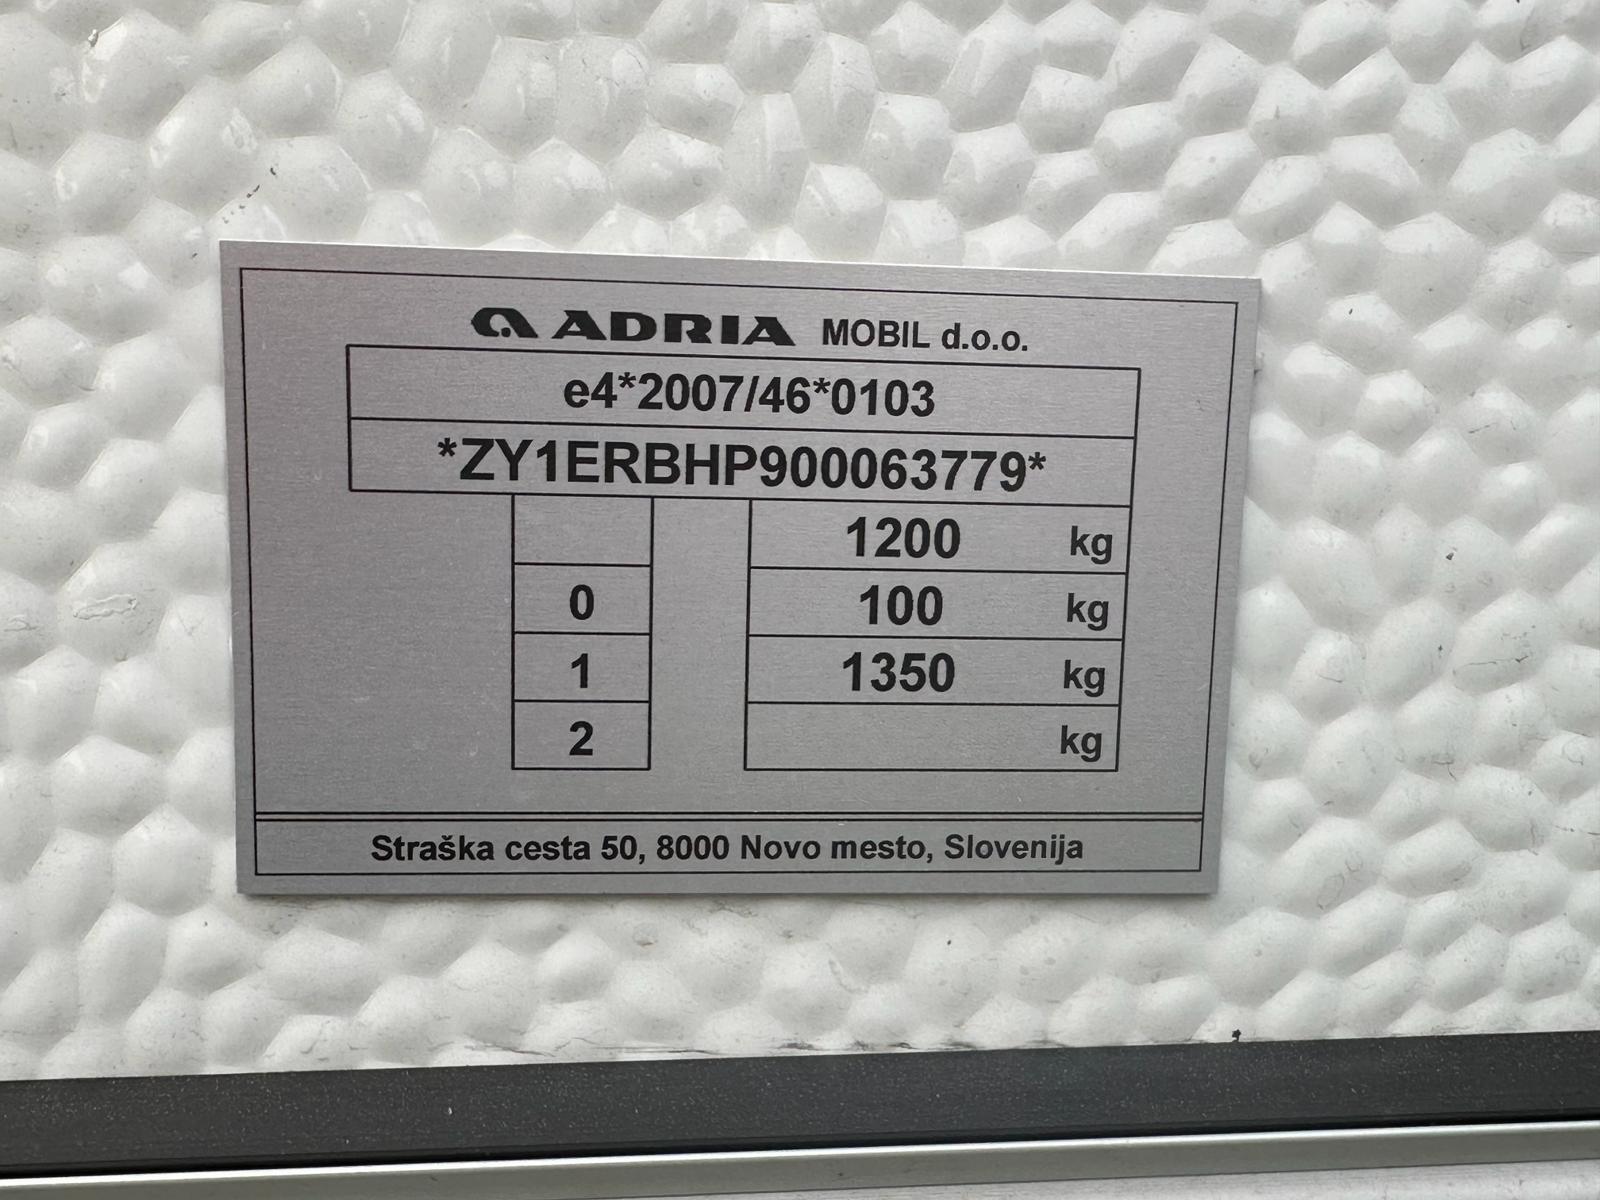 ADRIA MOBIL d.o.o.
e4*2007/46*0103
*ZY1ERBHP900063779*
1200 kg
0 100 kg
1 1350 kg
2 kg
Straška cesta 50, 8000 Novo mesto, Slovenija